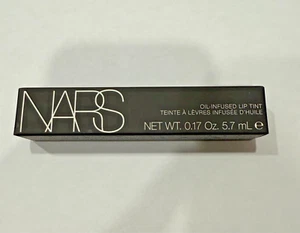 NARS
OIL-INFUSED LIP TINT
TEINTE À LÈVRES INFUSÉE D'HUILE
NET WT. 0.17 Oz. 5.7 mL ℮